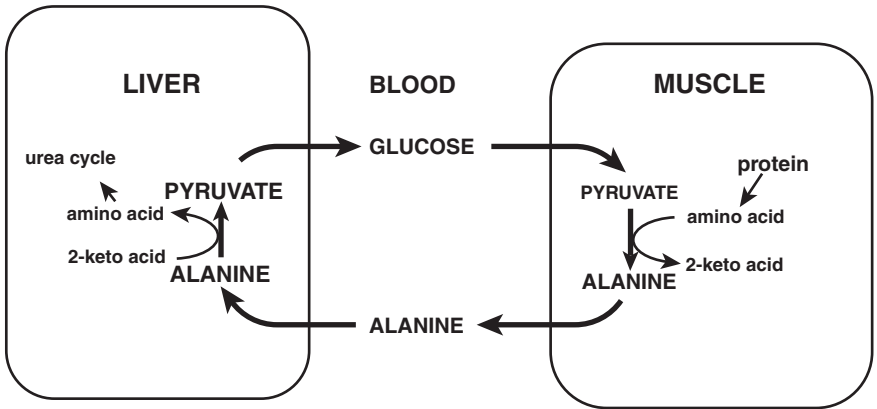 LIVER
BLOOD
MUSCLE
GLUCOSE
urea cycle
protein
PYRUVATE
PYRUVATE
amino acid
amino acid
2-keto acid
2-keto acid
ALANINE
ALANINE
ALANINE